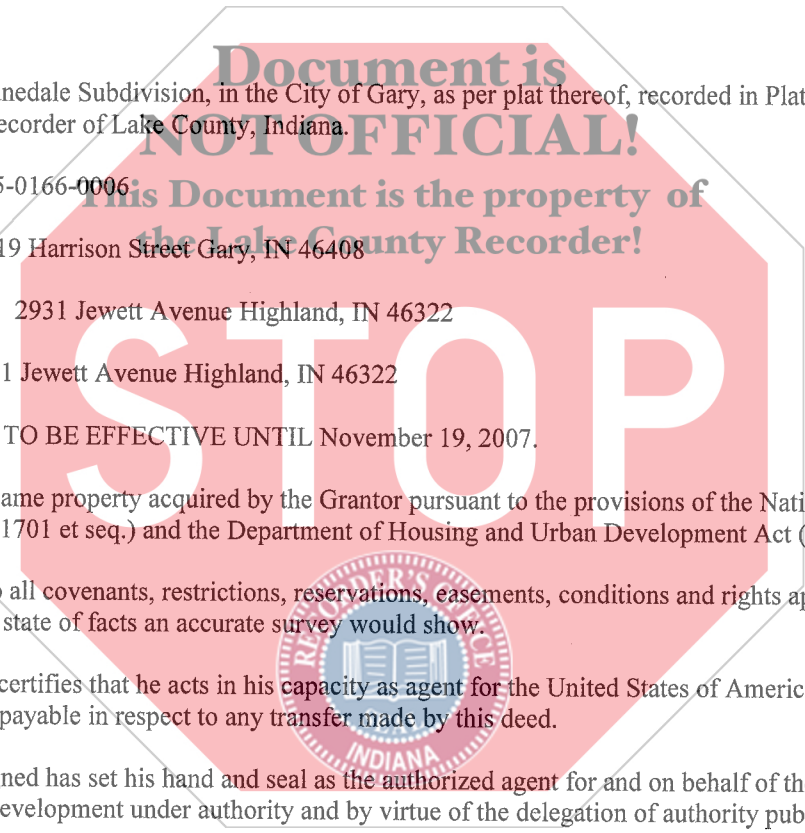 Document is
nedale Subdivision, in the City of Gary, as per plat thereof, recorded in Plat
ecorder of Lake County, Indiana.
NOT OFFICIAL!
5-0166-0006
This Document is the property of
the Lake County Recorder!
19 Harrison Street Gary, IN 46408
2931 Jewett Avenue Highland, IN 46322
1 Jewett Avenue Highland, IN 46322
STOP
TO BE EFFECTIVE UNTIL November 19, 2007.
ame property acquired by the Grantor pursuant to the provisions of the Nati
1701 et seq.) and the Department of Housing and Urban Development Act (
all covenants, restrictions, reservations, easements, conditions and rights ap
state of facts an accurate survey would show.
RECORDER'S OFFICE
certifies that he acts in his capacity as agent for the United States of Americ
payable in respect to any transfer made by this deed.
SEAL
INDIANA
ned has set his hand and seal as the authorized agent for and on behalf of th
evelopment under authority and by virtue of the delegation of authority pub